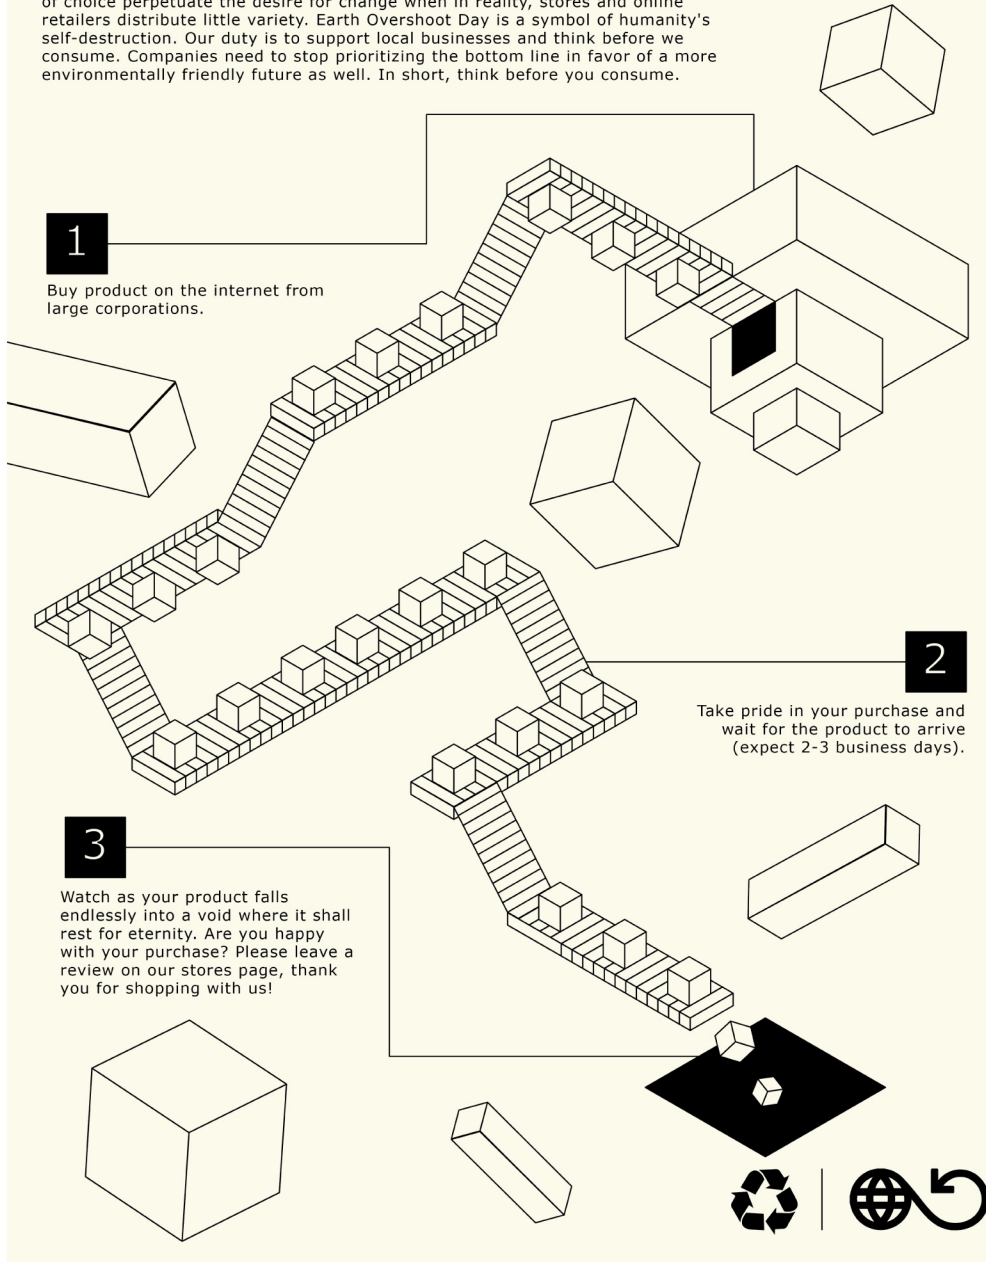 of choice perpetuate the desire for change when in reality, stores and online
retailers distribute little variety. Earth Overshoot Day is a symbol of humanity's
self-destruction. Our duty is to support local businesses and think before we
consume. Companies need to stop prioritizing the bottom line in favor of a more
environmentally friendly future as well. In short, think before you consume.
1
Buy product on the internet from
large corporations.
2
Take pride in your purchase and
wait for the product to arrive
(expect 2-3 business days).
3
Watch as your product falls
endlessly into a void where it shall
rest for eternity. Are you happy
with your purchase? Please leave a
review on our stores page, thank
you for shopping with us!